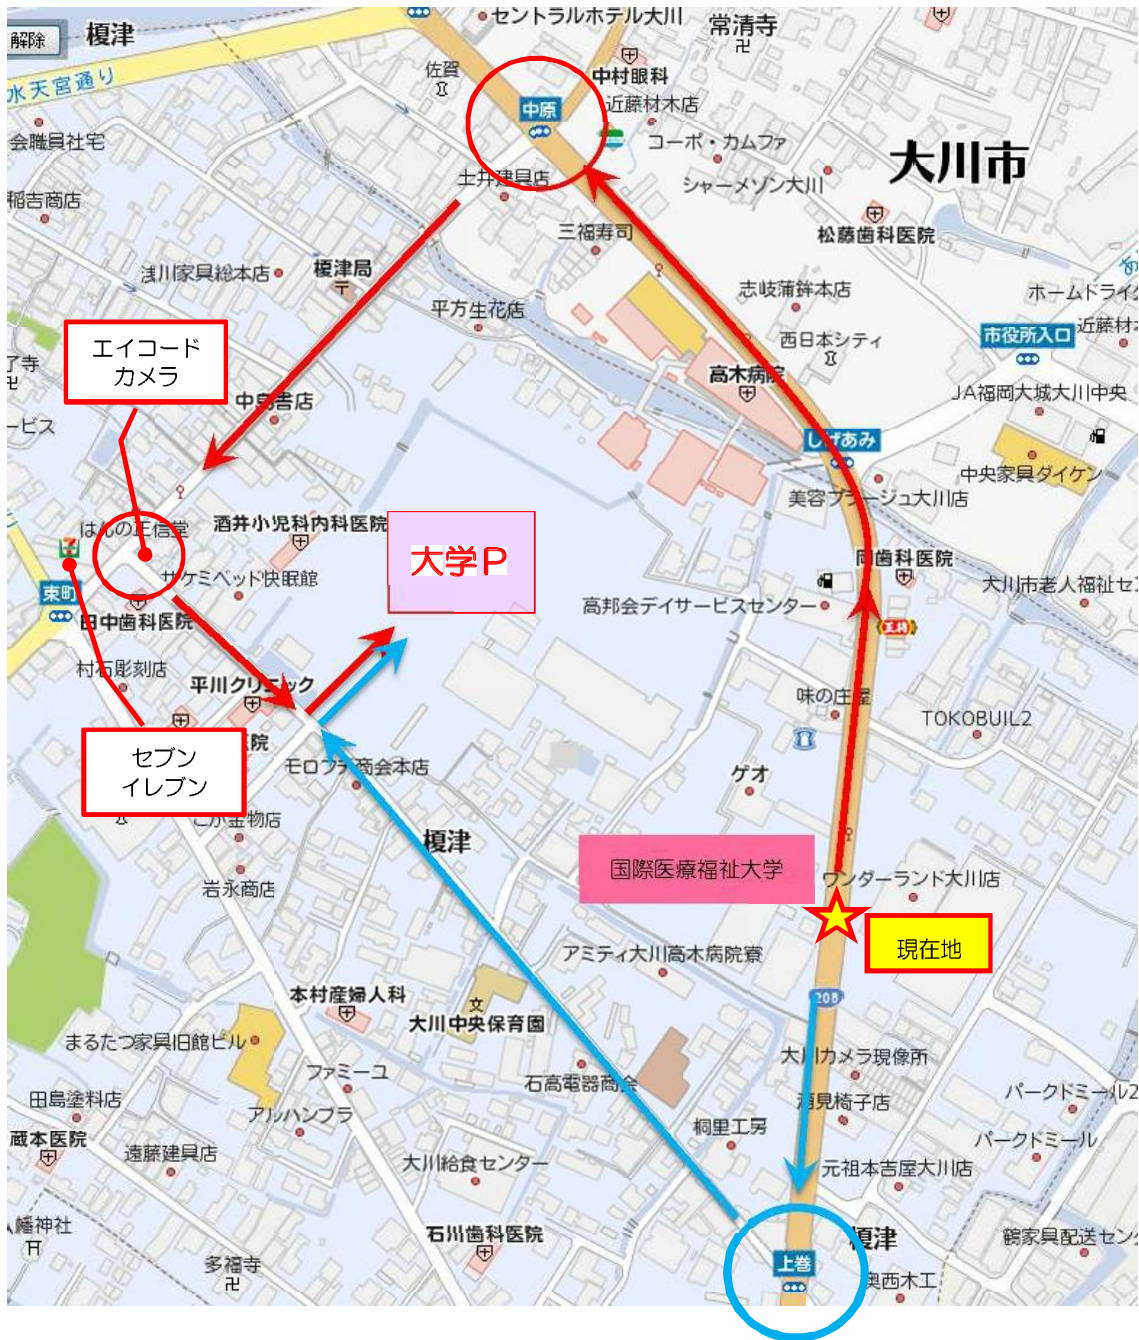 解除
榎津
セントラルホテル大川
常清寺
水天宮通り
佐賀
中村眼科
中原
近藤材木店
会職員社宅
コーポ・カムファ
大川市
土井建具店
シャーメゾン大川
稲吉商店
三福寿司
松藤歯科医院
浅川家具総本店
榎津局
志岐蒲鉾本店
ホームドライ
平方生花店
西日本シティ
市役所入口
近藤材
エイコード
カメラ
了寺
高木病院
中島書店
JA福岡大城大川中央
ービス
しげあみ
中央家具ダイケン
美容プラージュ大川店
はんの正信堂
酒井小児科内科医院
大学P
サケミベッド快眠館
岡歯科医院
東町
田中歯科医院
高邦会デイサービスセンター
大川市老人福祉セ
王将
村石彫刻店
平川クリニック
味の庄屋
TOKOBUIL2
セブン
イレブン
院
モロフチ商会本店
ゲオ
こが金物店
榎津
国際医療福祉大学
岩永商店
ワンダーランド大川店
現在地
アミティ大川高木病院寮
本村産婦人科
文
208
大川中央保育園
まるたつ家具旧館ビル
大川カメラ現像所
ファミーユ
石高電器商会
パークドミール2
田島塗料店
酒見椅子店
アルハンブラ
桐里工房
蔵本医院
遠藤建具店
パークドミール
大川給食センター
元祖本吉屋大川店
八幡神社
石川歯科医院
榎津
鶴家具配送セン
多福寺
上巻
奥西木工